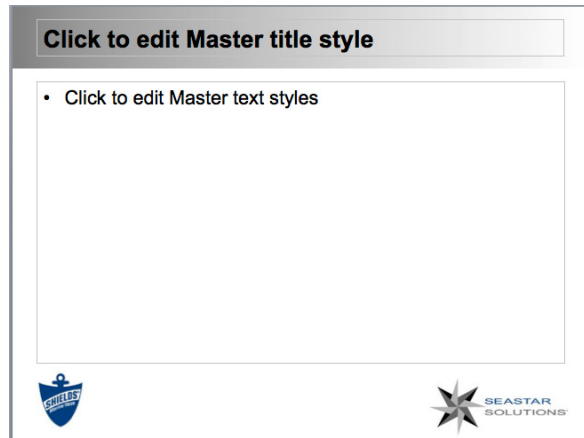 Click to edit Master title style
• Click to edit Master text styles
SHIELDS
SEASTAR
SOLUTIONS